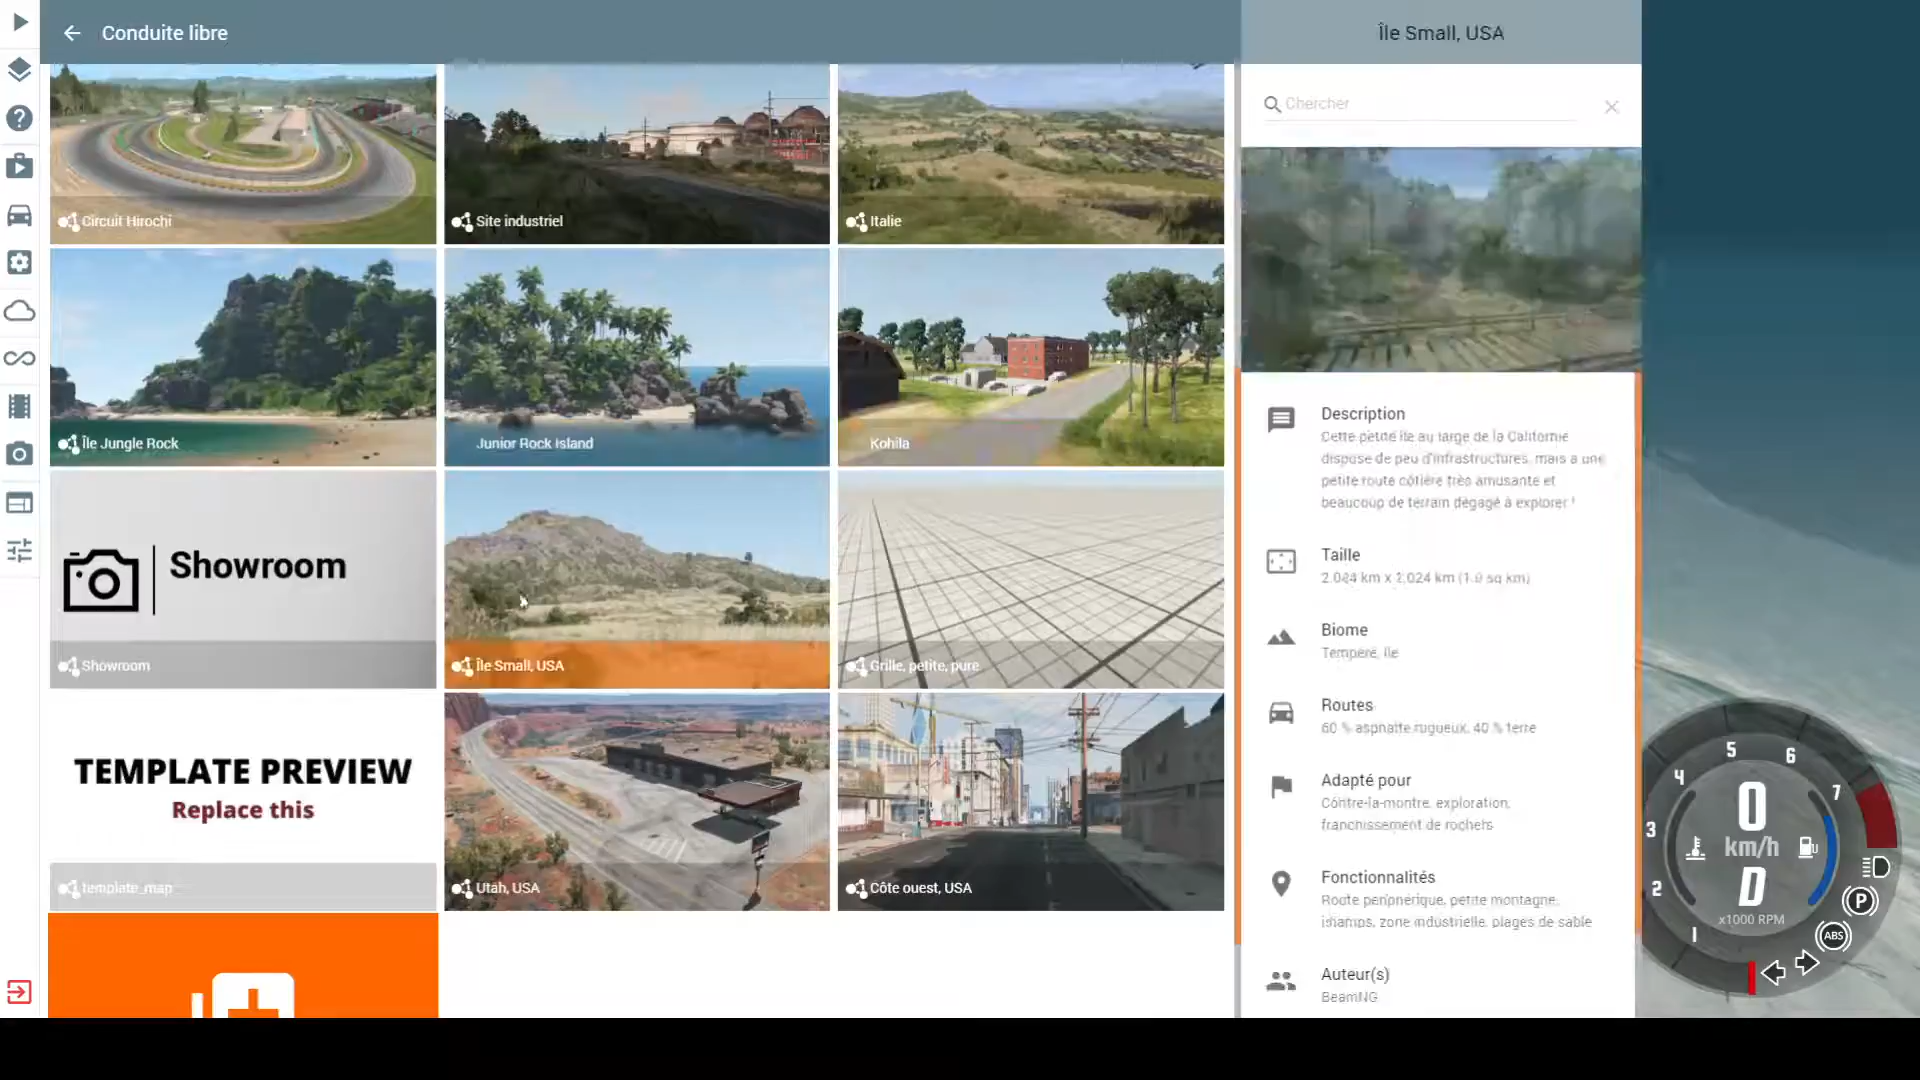 Conduite libre
Île Small, USA
Chercher
Circuit Hirochi
Site industriel
Italie
Île Jungle Rock
Junior Rock Island
Kohila
Showroom
Showroom
Île Small, USA
Grille, petite, pure
TEMPLATE PREVIEW
Replace this
template_map
Utah, USA
Côte ouest, USA
Description
Cette petite île au large de la Californie
dispose de peu d'infrastructures, mais a une
petite route côtière très amusante et
beaucoup de terrain dégagé à explorer !
Taille
km x
Biome
Tempéré, île
Routes
60 % asphalte rugueux, 40 % terre
Adapté pour
Contre-la-montre, exploration,
franchissement de rochers
Fonctionnalités
Route périphérique, petite montagne,
champs, zone industrielle, plages de sable
Auteur(s)
BeamNG
1
2
3
4
5
6
7
0
km/h
D
x1000 RPM
P
ABS